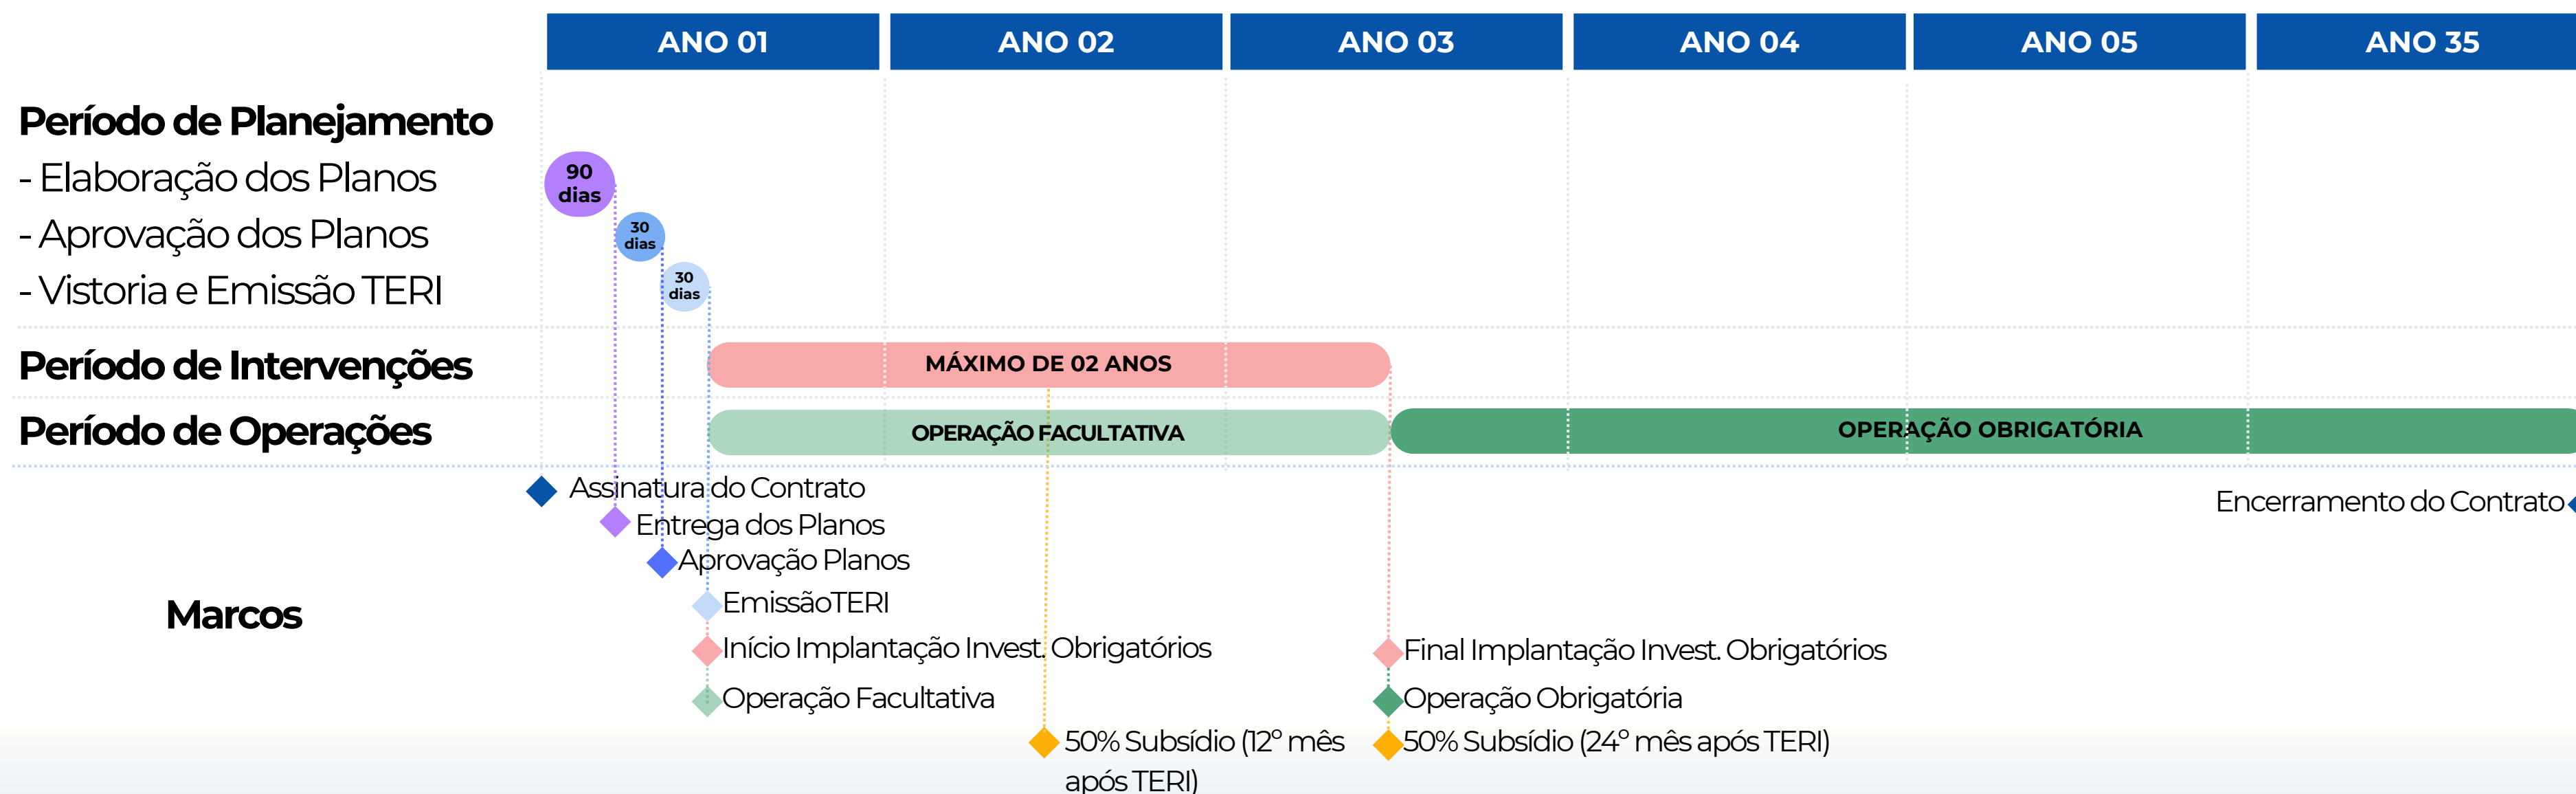 ANO 01 ANO 02 ANO 03 ANO 04 ANO 05 ANO 35
Período de Planejamento
- Elaboração dos Planos
90
dias
- Aprovação dos Planos
30
dias
- Vistoria e Emissão TERI
30
dias
Período de Intervenções
MÁXIMO DE 02 ANOS
Período de Operações
OPERAÇÃO FACULTATIVA
OPERAÇÃO OBRIGATÓRIA
Assinatura do Contrato
Encerramento do Contrato
Entrega dos Planos
Aprovação Planos
Marcos
EmissãoTERI
Início Implantação Invest. Obrigatórios
Final Implantação Invest. Obrigatórios
Operação Facultativa
Operação Obrigatória
50% Subsídio (12º mês
após TERI)
50% Subsídio (24º mês após TERI)